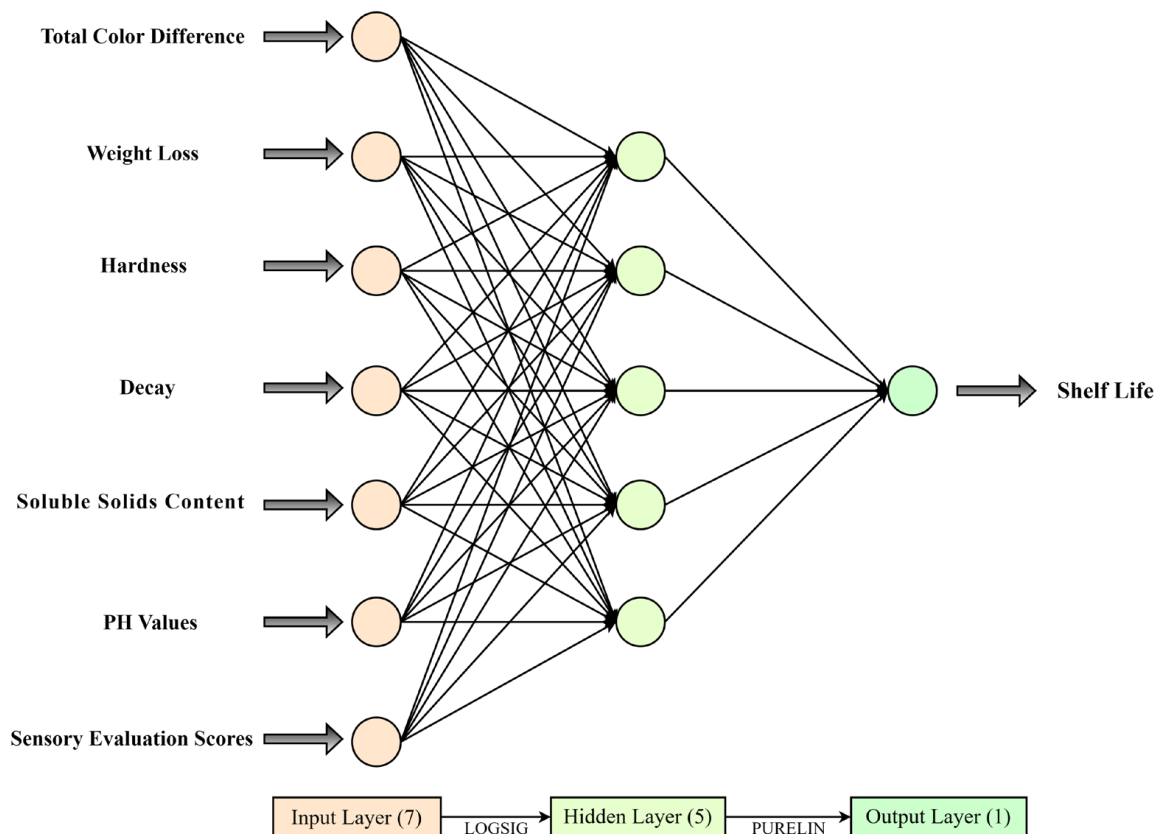 Total Color Difference
Weight Loss
Hardness
Decay
Shelf Life
Soluble Solids Content
PH Values
Sensory Evaluation Scores
Input Layer (7)
LOGSIG
Hidden Layer (5)
PURELIN
Output Layer (1)